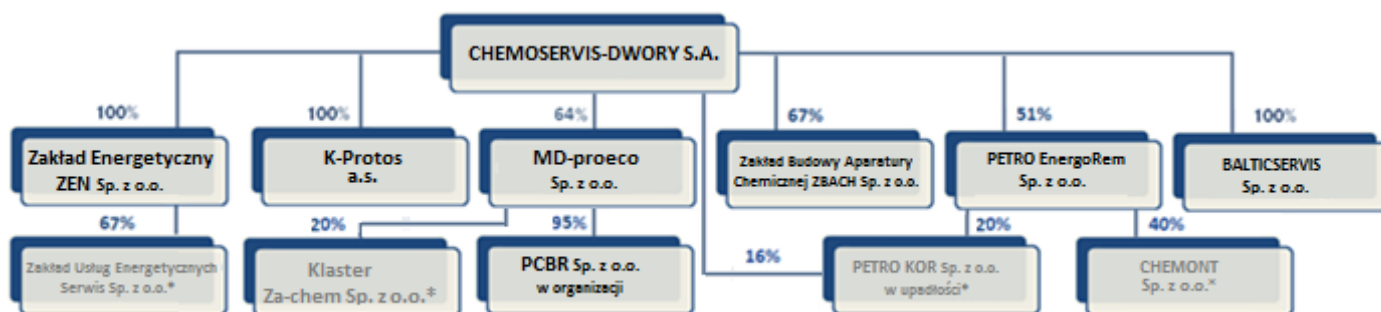 CHEMOSERVIS-DWORY S.A.
100%
100%
64%
67%
51%
100%
Zakład Energetyczny
ZEN Sp. z o.o.
K-Protos
a.s.
MD-proeco
Sp. z o.o.
Zakład Budowy Aparatury
Chemicznej ZBACH Sp. z o.o.
PETRO EnergoRem
Sp. z o.o.
BALTICSERVIS
Sp. z o.o.
67%
20%
95%
16%
20%
40%
Zakład Usług Energetycznych
Serwis Sp. z o.o.*
Klaster
Za-chem Sp. z o.o.*
PCBR Sp. z o.o.
w organizacji
PETRO KOR Sp. z o.o.
w upadłości*
CHEMONT
Sp. z o.o.*